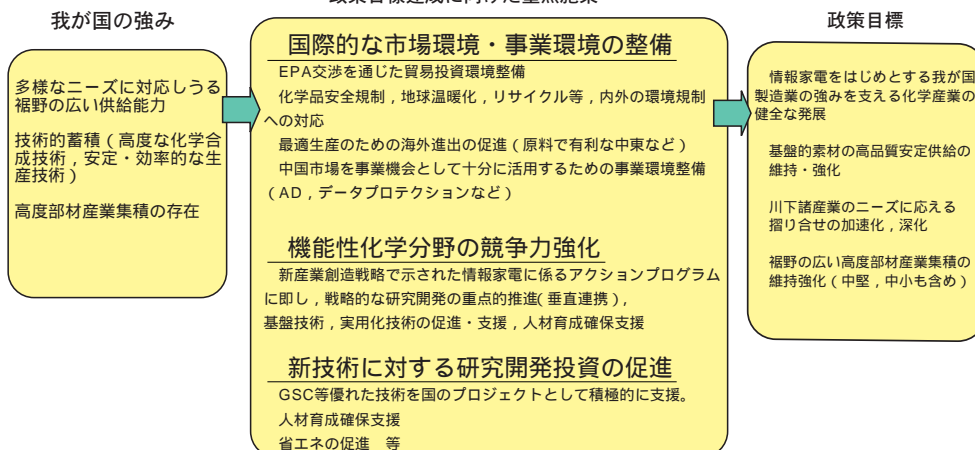 我が国の強み
多様なニーズに対応しうる
裾野の広い供給能力
技術的蓄積(高度な化学合
成技術,安定・効率的な生
産技術)
高度部材産業集積の存在
国際的な市場環境・事業環境の整備
EPA交渉を通じた貿易投資環境整備
化学品安全規制,地球温暖化,リサイクル等,内外の環境規制
への対応
最適生産のための海外進出の促進(原料で有利な中東など)
中国市場を事業機会として十分に活用するための事業環境整備
(AD,データプロテクションなど)
機能性化学分野の競争力強化
新産業創造戦略で示された情報家電に係るアクションプログラム
に即し,戦略的な研究開発の重点的推進(垂直連携),
基盤技術,実用化技術の促進・支援,人材育成確保支援
新技術に対する研究開発投資の促進
GSC等優れた技術を国のプロジェクトとして積極的に支援。
人材育成確保支援
省エネの促進 等
政策目標
情報家電をはじめとする我が国
製造業の強みを支える化学産業の
健全な発展
基盤的素材の高品質安定供給の
維持・強化
川下諸産業のニーズに応える
摺り合せの加速化,深化
裾野の広い高度部材産業集積の
維持強化(中堅,中小も含め)